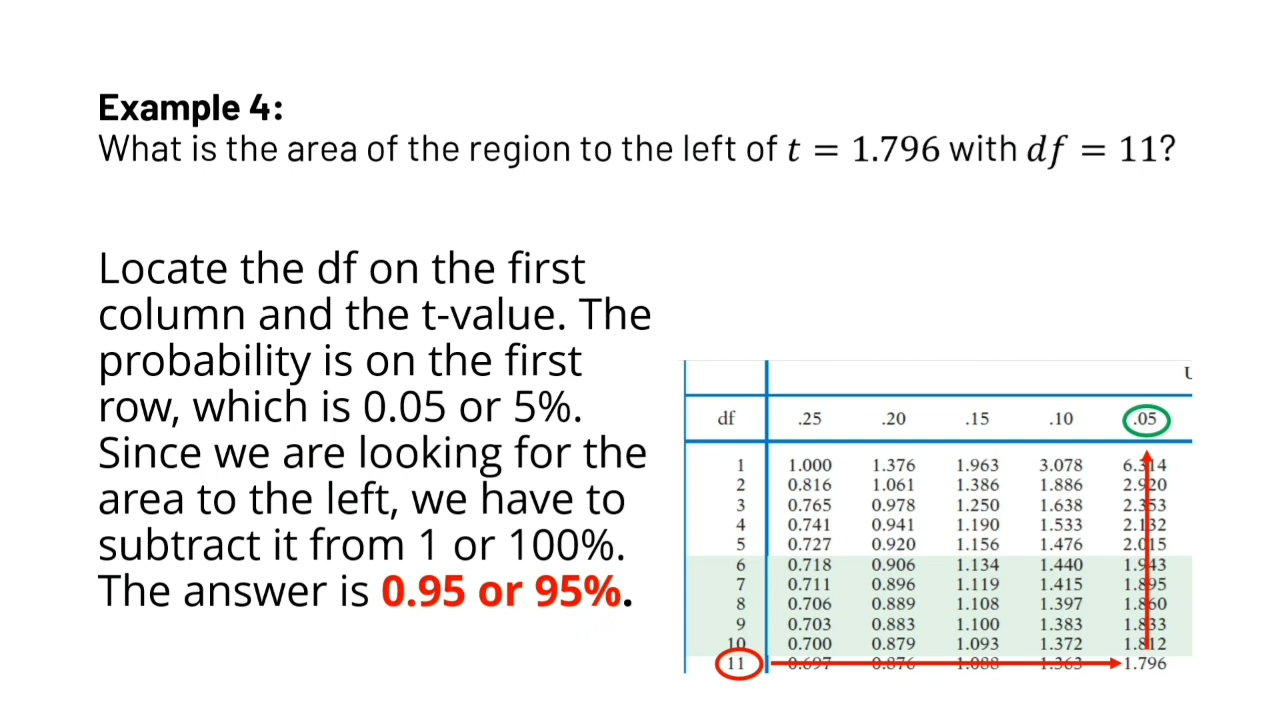 Example 4:
What is the area of the region to the left of t = 1.796 with df = 11?
Locate the df on the first
column and the t-value. The
probability is on the first
row, which is 0.05 or 5%.
Since we are looking for the
area to the left, we have to
subtract it from 1 or 100%.
The answer is 0.95 or 95%.
df .25 .20 .15 .10 .05
1 1.000 1.376 1.963 3.078 6.314
2 0.816 1.061 1.386 1.886 2.920
3 0.765 0.978 1.250 1.638 2.353
4 0.741 0.941 1.190 1.533 2.132
5 0.727 0.920 1.156 1.476 2.015
6 0.718 0.906 1.134 1.440 1.943
7 0.711 0.896 1.119 1.415 1.895
8 0.706 0.889 1.108 1.397 1.860
9 0.703 0.883 1.100 1.383 1.833
10 0.700 0.879 1.093 1.372 1.812
11 0.697 0.876 1.088 1.363 1.796